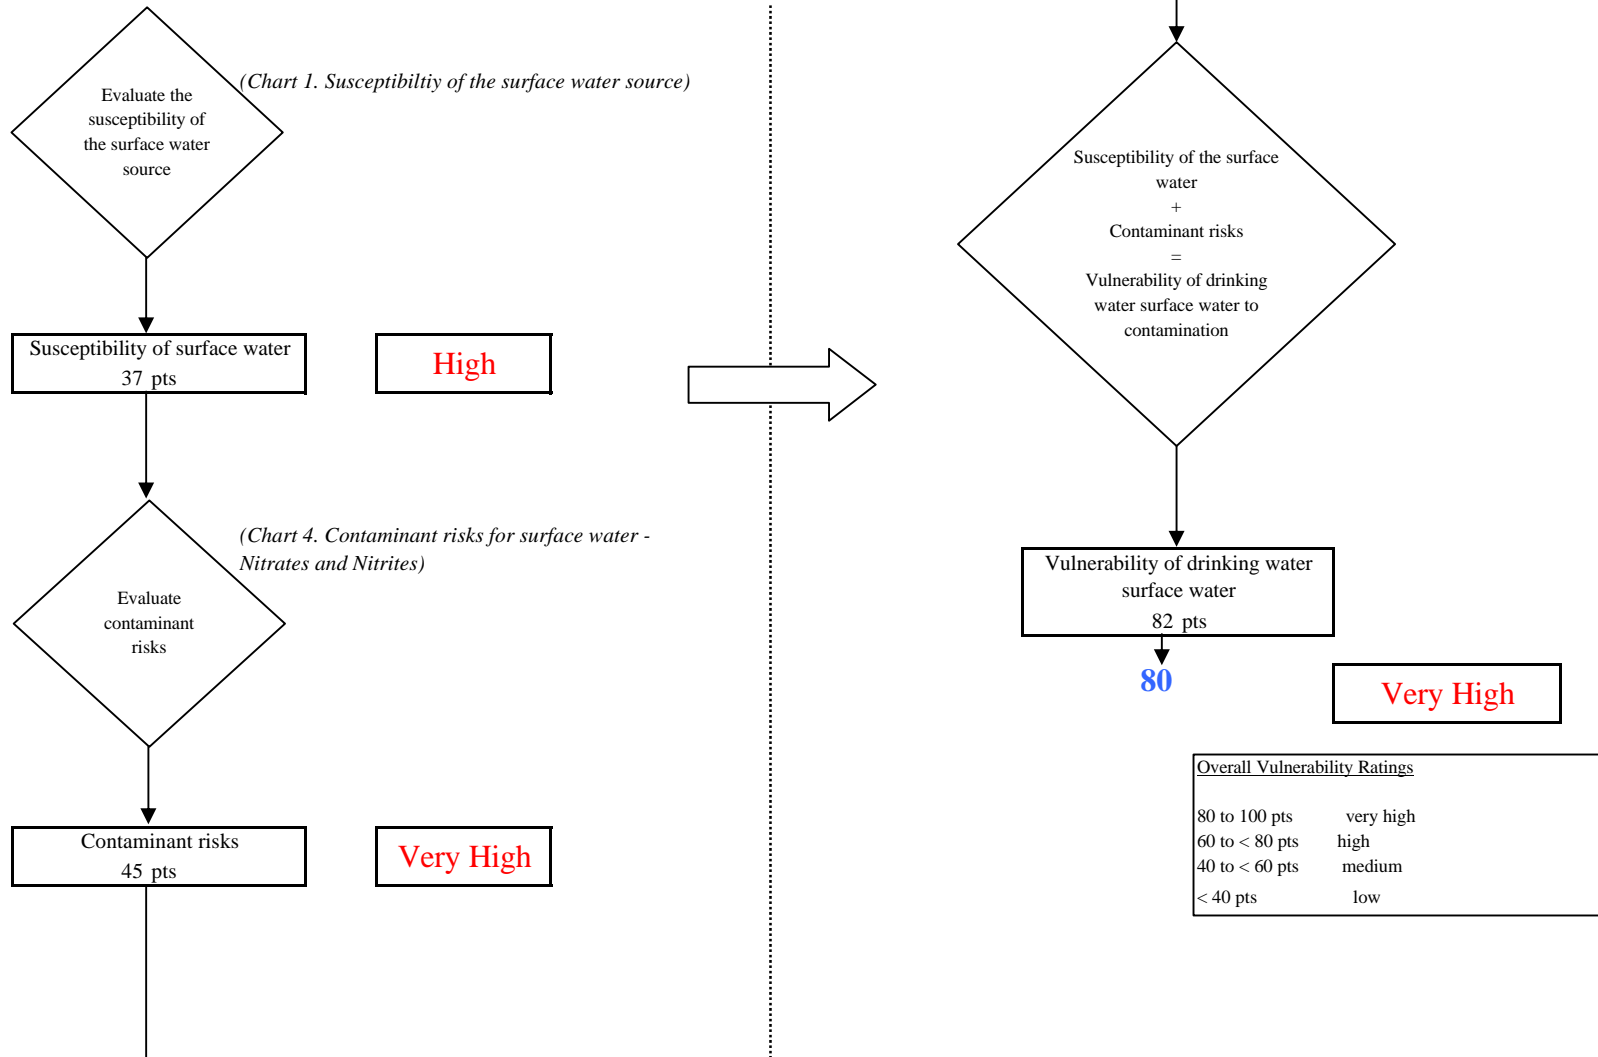 Evaluate the
susceptibility of
the surface water
source
(Chart 1. Susceptibiltiy of the surface water source)
Susceptibility of surface water
37 pts
High
(Chart 4. Contaminant risks for surface water -
Nitrates and Nitrites)
Evaluate
contaminant
risks
Contaminant risks
45 pts
Very High
Susceptibility of the surface
water
+
Contaminant risks
=
Vulnerability of drinking
water surface water to
contamination
Vulnerability of drinking water
surface water
82 pts
80
Very High
Overall Vulnerability Ratings
80 to 100 pts very high
60 to < 80 pts high
40 to < 60 pts medium
< 40 pts low